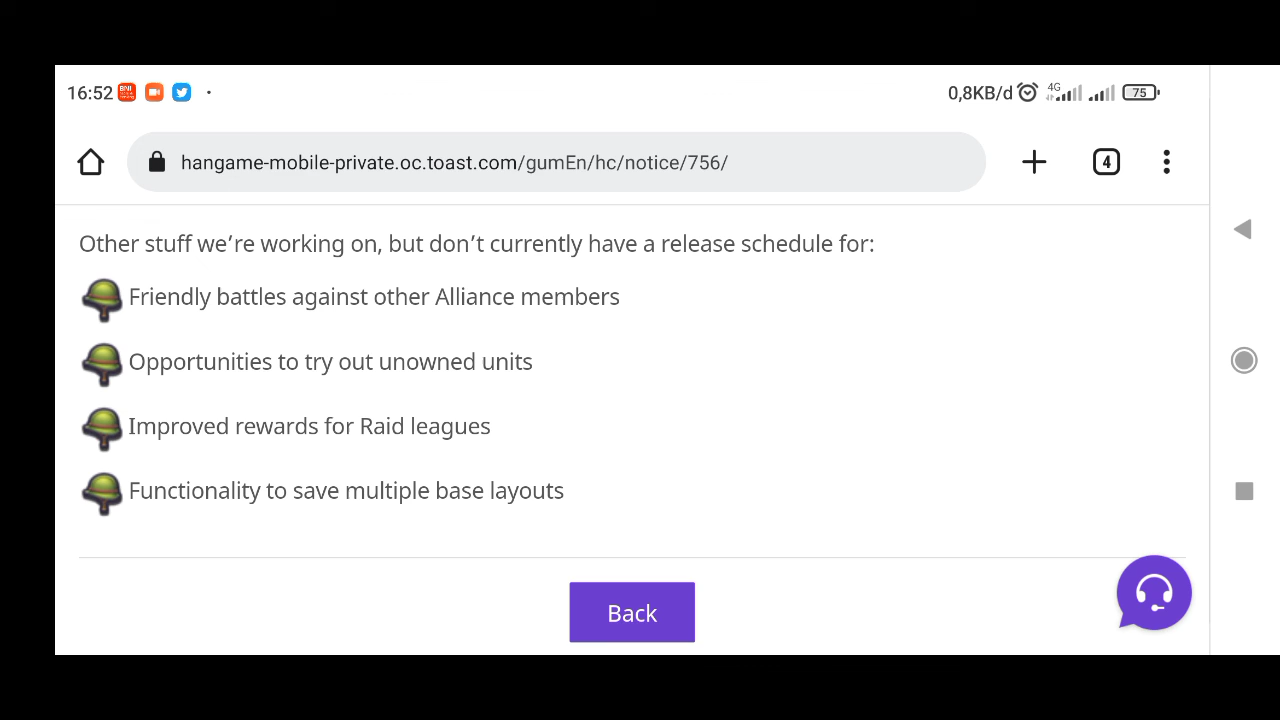 16:52 BNI 0,8KB/d 4G 75
hangame-mobile-private.oc.toast.com/gumEn/hc/notice/756/ 4
Other stuff we’re working on, but don’t currently have a release schedule for:
Friendly battles against other Alliance members
Opportunities to try out unowned units
Improved rewards for Raid leagues
Functionality to save multiple base layouts
Back